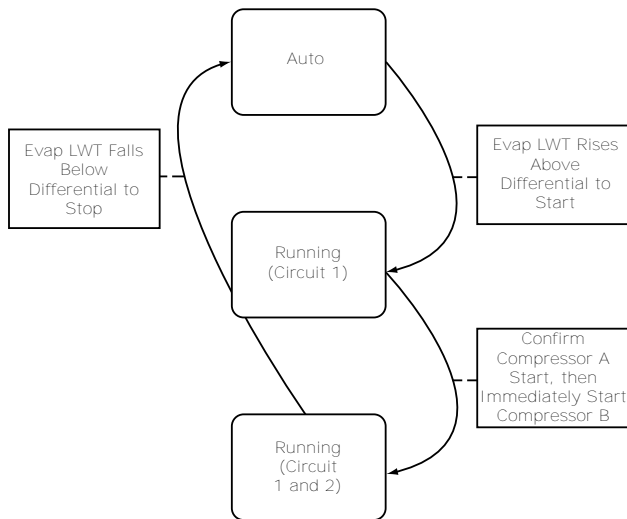 Auto
Evap LWT Falls
Below
Differential to
Stop
Evap LWT Rises
Above
Differential to
Start
Running
(Circuit 1)
Confirm
Compressor A
Start, then
Immediately Start
Compressor B
Running
(Circuit
1 and 2)